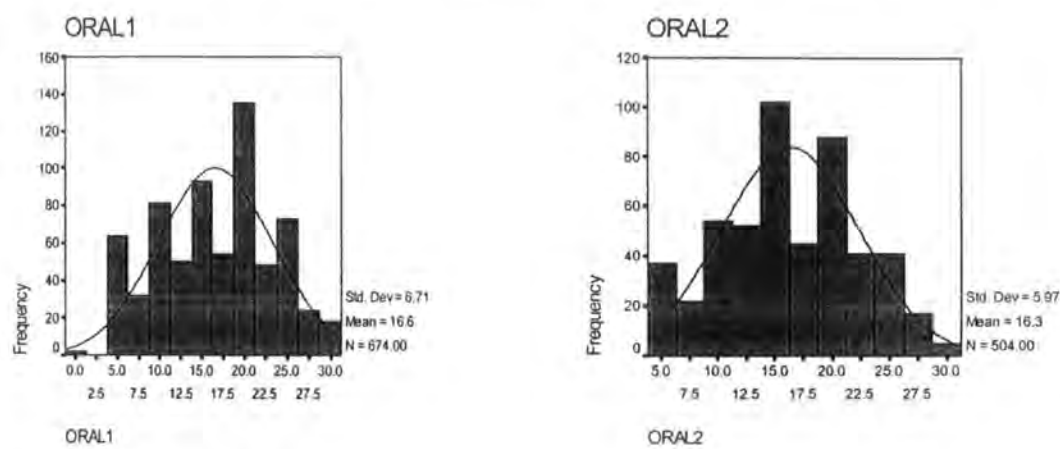 ORAL1
160
140
120
100
80
60
40
20
0
Frequency
Std. Dev = 6.71
Mean = 16.6
N = 674.00
0.0 5.0 10.0 15.0 20.0 25.0 30.0
2.5 7.5 12.5 17.5 22.5 27.5
ORAL1
ORAL2
120
100
80
60
40
20
0
Frequency
Std. Dev = 5.97
Mean = 16.3
N = 504.00
5.0 10.0 15.0 20.0 25.0 30.0
7.5 12.5 17.5 22.5 27.5
ORAL2